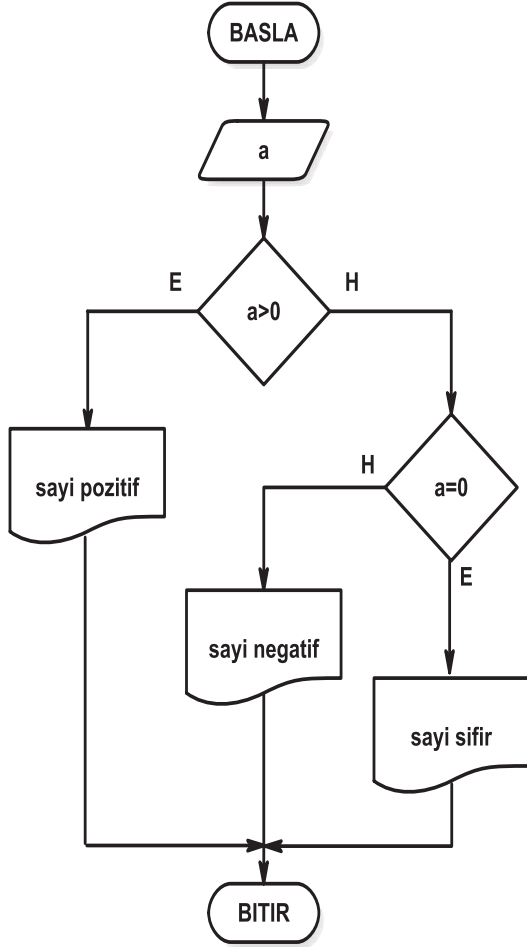 BASLA
a
E
a>0
H
sayi pozitif
H
a=0
E
sayi negatif
sayi sifir
BITIR